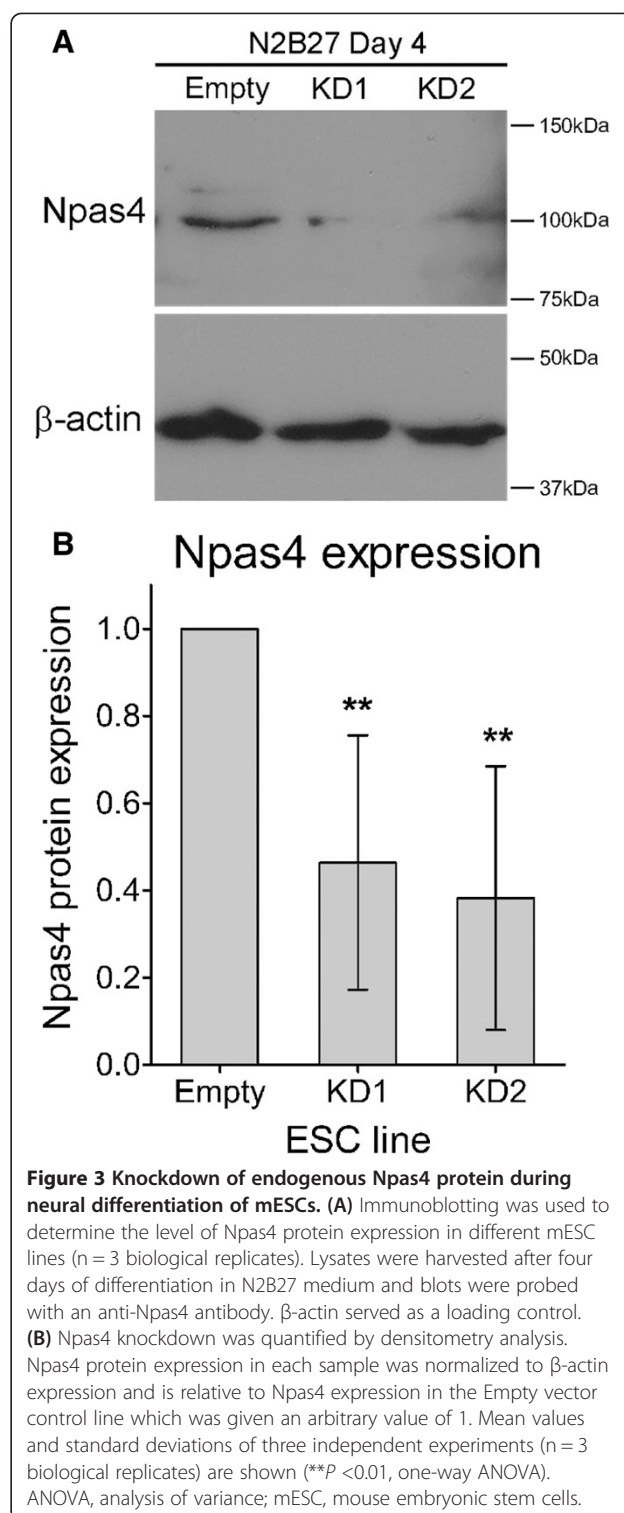 A
N2B27 Day 4
Empty KD1 KD2
150kDa
Npas4
100kDa
75kDa
50kDa
β-actin
37kDa
B
Npas4 expression
Npas4 protein expression
1.0
0.8
0.6
0.4
0.2
0.0
**
**
Empty KD1 KD2
ESC line
Figure 3 Knockdown of endogenous Npas4 protein during
neural differentiation of mESCs. (A) Immunoblotting was used to
determine the level of Npas4 protein expression in different mESC
lines (n = 3 biological replicates). Lysates were harvested after four
days of differentiation in N2B27 medium and blots were probed
with an anti-Npas4 antibody. β-actin served as a loading control.
(B) Npas4 knockdown was quantified by densitometry analysis.
Npas4 protein expression in each sample was normalized to β-actin
expression and is relative to Npas4 expression in the Empty vector
control line which was given an arbitrary value of 1. Mean values
and standard deviations of three independent experiments (n = 3
biological replicates) are shown (**P <0.01, one-way ANOVA).
ANOVA, analysis of variance; mESC, mouse embryonic stem cells.